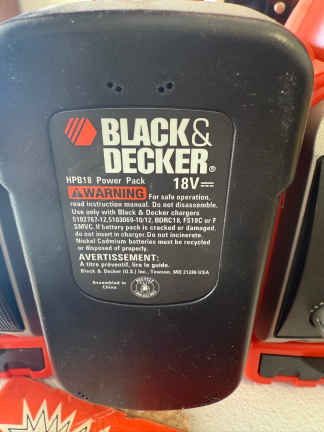 BLACK&
DECKER®
HPB18 Power Pack 18V
WARNING For safe operation,
read instruction manual. Do not disassemble.
Use only with Black & Decker chargers
5102767-12,5103069-10/12, BDRC18, FS18C or F
SMVC. If battery pack is cracked or damaged,
do not insert in charger. Do not incinerate.
Nickel Cadmium batteries must be recycled
or disposed of properly.
AVERTISSEMENT:
À titre préventif, lire le guide.
Black & Decker (U.S.) Inc., Towson, MD 21286 USA
Assembled in
China